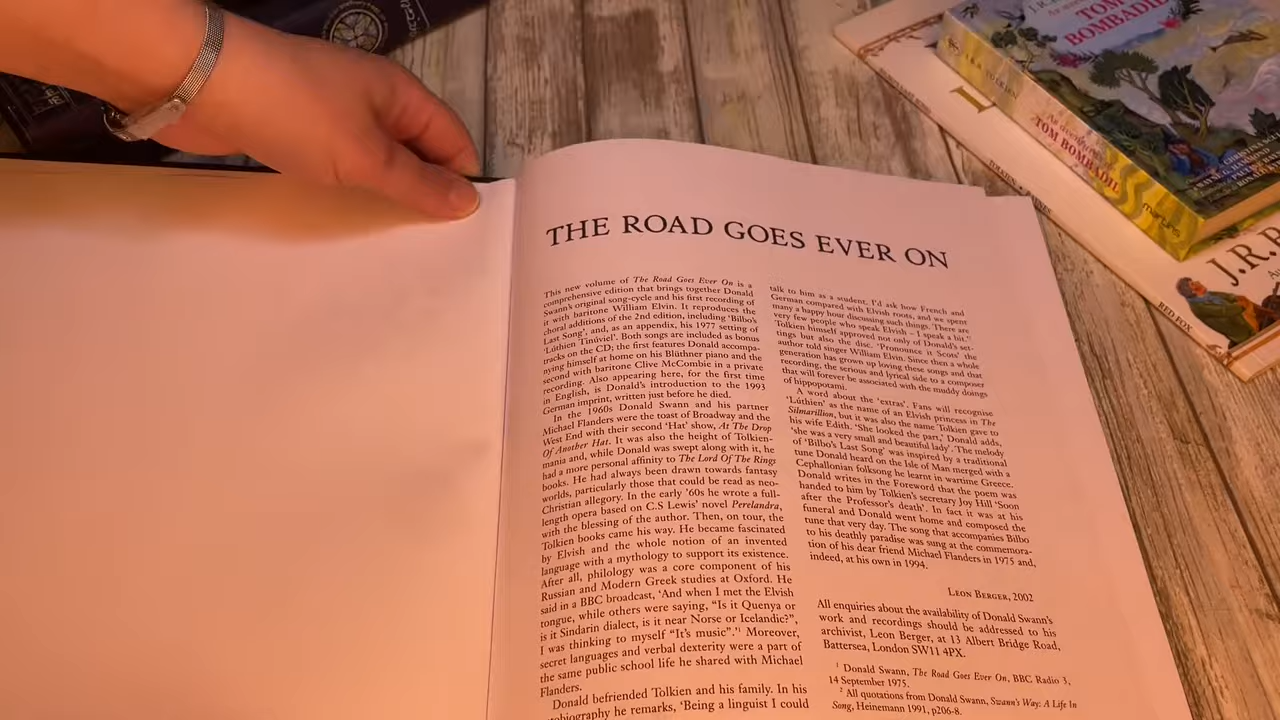 THE ROAD GOES EVER ON
This new volume of The Road Goes Ever On is a
comprehensive edition that brings together Donald
Swann's original song-cycle and his first recording of
it with baritone William Elvin. It reproduces the
choral additions of the 2nd edition, including 'Bilbo's
Last Song', and, as an appendix, his 1977 setting of
'Lúthien Tinúviel'. Both songs are included as bonus
tracks on the CD; the first features Donald accompa-
nying himself at home on his Blüthner piano and the
second with baritone Clive McCombie in a private
recording. Also appearing here, for the first time
in English, is Donald's introduction to the 1993
German imprint, written just before he died.
In the 1960s Donald Swann and his partner
Michael Flanders were the toast of Broadway and the
West End with their second 'Hat' show, At The Drop
Of Another Hat. It was also the height of Tolkien-
mania and, while Donald was swept along with it, he
had a more personal affinity to The Lord Of The Rings
books. He had always been drawn towards fantasy
worlds, particularly those that could be read as neo-
Christian allegory. In the early '60s he wrote a full-
length opera based on C.S Lewis' novel Perelandra,
with the blessing of the author. Then, on tour, the
Tolkien books came his way. He became fascinated
by Elvish and the whole notion of an invented
language with a mythology to support its existence.
After all, philology was a core component of his
Russian and Modern Greek studies at Oxford. He
said in a BBC broadcast, 'And when I met the Elvish
tongue, while others were saying, "Is it Quenya or
is it Sindarin dialect, is it near Norse or Icelandic?",
I was thinking to myself "It's music".'¹ Moreover,
secret languages and verbal dexterity were a part of
the same public school life he shared with Michael
Flanders.
Donald befriended Tolkien and his family. In his
biography he remarks, 'Being a linguist I could
talk to him as a student. I'd ask how French and
German compared with Elvish roots, and we spent
many a happy hour discussing such things. There are
very few people who speak Elvish – I speak a bit.'²
Tolkien himself approved not only of Donald's set-
tings but also the disc. 'Pronounce it Scots' the
author told singer William Elvin. Since then a whole
generation has grown up loving these songs and that
recording, the serious and lyrical side to a composer
that will forever be associated with the muddy doings
of hippopotami.
A word about the 'extras'. Fans will recognise
'Lúthien' as the name of an Elvish princess in The
Silmarillion, but it was also the name Tolkien gave to
his wife Edith. 'She looked the part,' Donald adds,
'she was a very small and beautiful lady'. The melody
of 'Bilbo's Last Song' was inspired by a traditional
tune Donald heard on the Isle of Man merged with a
Cephallonian folksong he learnt in wartime Greece.
Donald writes in the Foreword that the poem was
handed to him by Tolkien's secretary Joy Hill 'Soon
after the Professor's death'. In fact it was at his
funeral and Donald went home and composed the
tune that very day. The song that accompanies Bilbo
to his deathly paradise was sung at the commemora-
tion of his dear friend Michael Flanders in 1975 and,
indeed, at his own in 1994.
LEON BERGER, 2002
All enquiries about the availability of Donald Swann's
work and recordings should be addressed to his
archivist, Leon Berger, at 13 Albert Bridge Road,
Battersea, London SW11 4PX.
¹ Donald Swann, The Road Goes Ever On, BBC Radio 3,
14 September 1975.
² All quotations from Donald Swann, Swann's Way: A Life In
Song, Heinemann 1991, p206-8.
TOM
BOMBADIL
J.R.R. TOLKIEN
TOM BOMBADIL
martins
J.R.
RED FOX